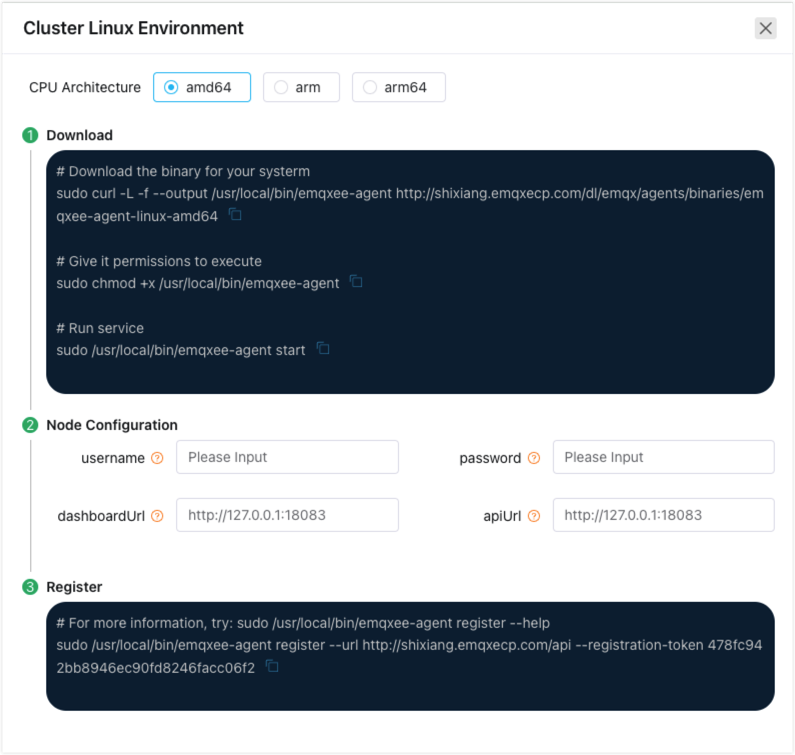 Cluster Linux Environment
CPU Architecture amd64 arm arm64
1 Download
# Download the binary for your systerm
sudo curl -L -f --output /usr/local/bin/emqxee-agent http://shixiang.emqxecp.com/dl/emqx/agents/binaries/em
qxee-agent-linux-amd64
# Give it permissions to execute
sudo chmod +x /usr/local/bin/emqxee-agent
# Run service
sudo /usr/local/bin/emqxee-agent start
2 Node Configuration
username ? Please Input password ? Please Input
dashboardUrl ? http://127.0.0.1:18083 apiUrl ? http://127.0.0.1:18083
3 Register
# For more information, try: sudo /usr/local/bin/emqxee-agent register --help
sudo /usr/local/bin/emqxee-agent register --url http://shixiang.emqxecp.com/api --registration-token 478fc94
2bb8946ec90fd8246facc06f2